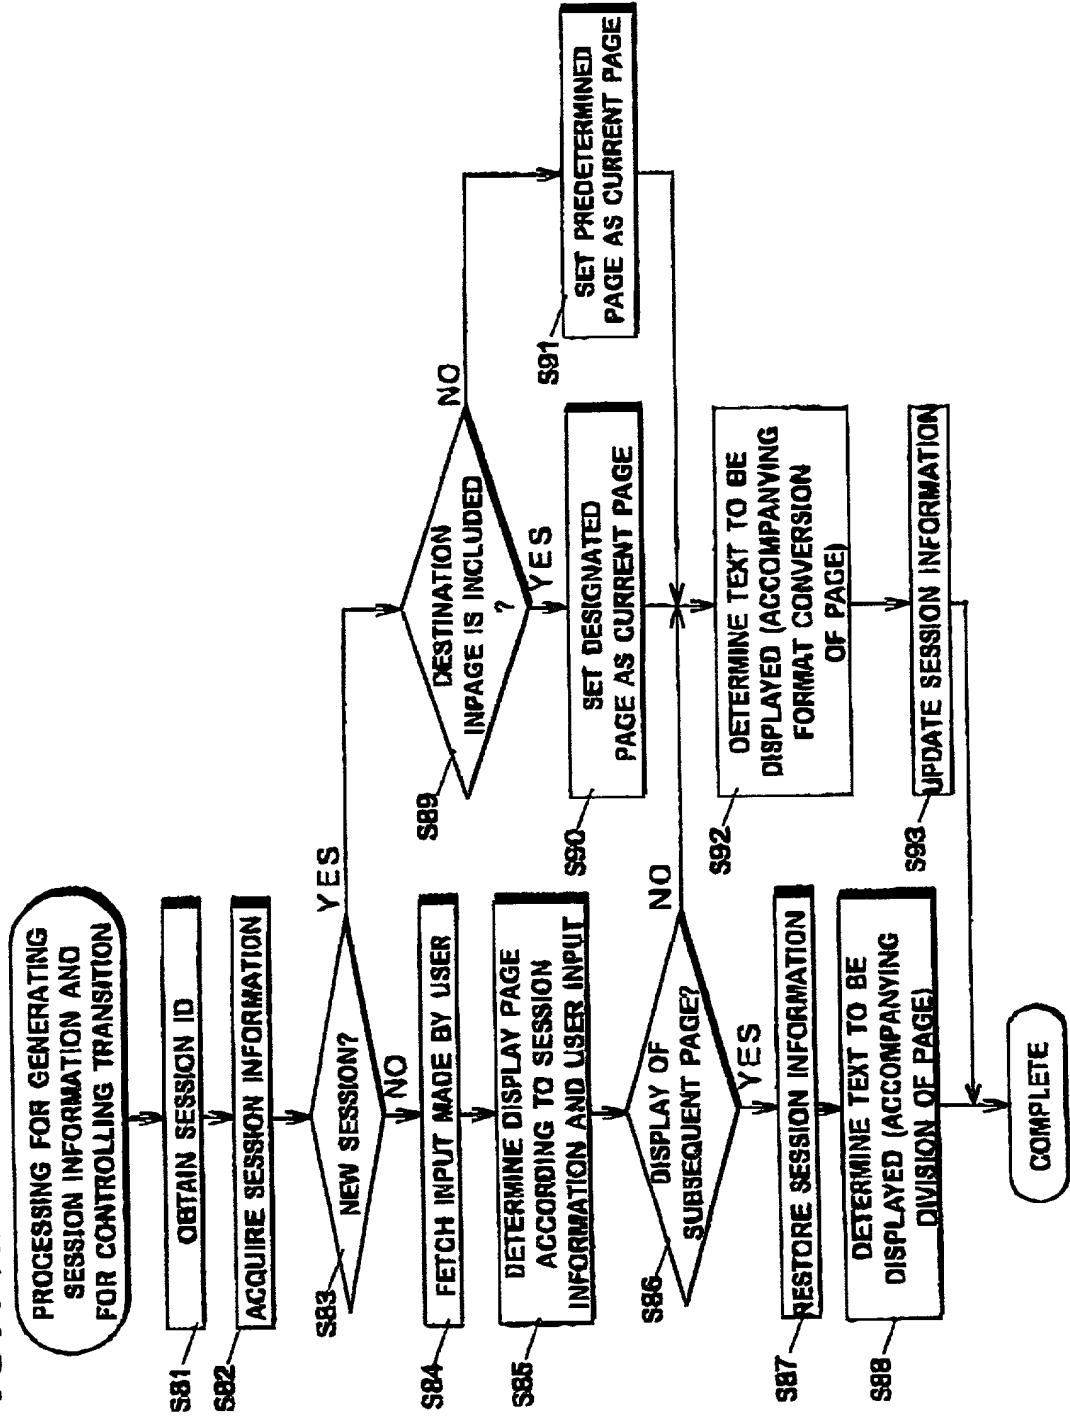 PROCESSING FOR GENERATING
SESSION INFORMATION AND
FOR CONTROLLING TRANSITION
S81
OBTAIN SESSION ID
S82
ACQUIRE SESSION INFORMATION
S83
NEW SESSION?
YES
NO
S84
FETCH INPUT MADE BY USER
S85
DETERMINE DISPLAY PAGE
ACCORDING TO SESSION
INFORMATION AND USER INPUT
S86
DISPLAY OF
SUBSEQUENT PAGE?
NO
YES
S87
RESTORE SESSION INFORMATION
S88
DETERMINE TEXT TO BE
DISPLAYED (ACCOMPANYING
DIVISION OF PAGE)
COMPLETE
S89
DESTINATION
INPAGE IS INCLUDED
?
NO
YES
S90
SET DESIGNATED
PAGE AS CURRENT PAGE
S91
SET PREDETERMINED
PAGE AS CURRENT PAGE
S92
DETERMINE TEXT TO BE
DISPLAYED (ACCOMPANYING
FORMAT CONVERSION
OF PAGE)
S93
UPDATE SESSION INFORMATION